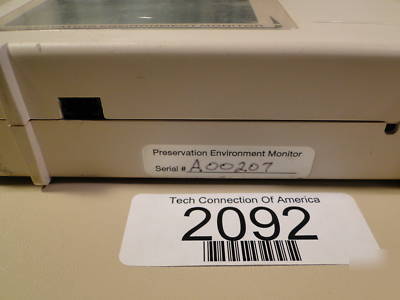 Preservation Environment Monitor
Serial # A00207
Tech Connection Of America
2092